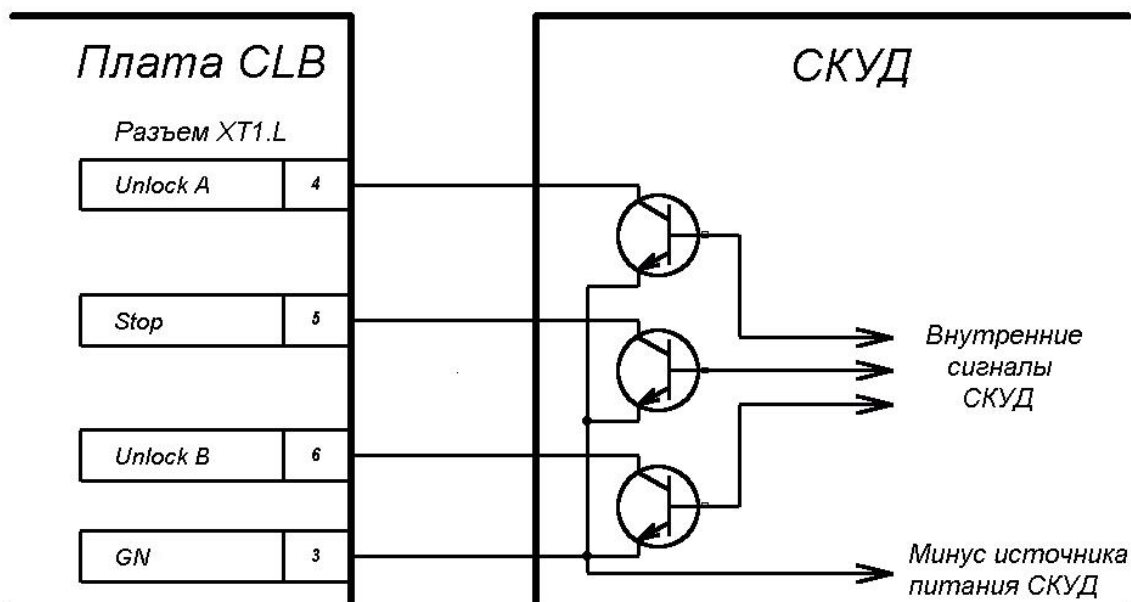 Плата CLB
СКУД
Разъем XT1.L
Unlock A 4
Stop 5
Unlock B 6
GN 3
Внутренние
сигналы
СКУД
Минус источника
питания СКУД